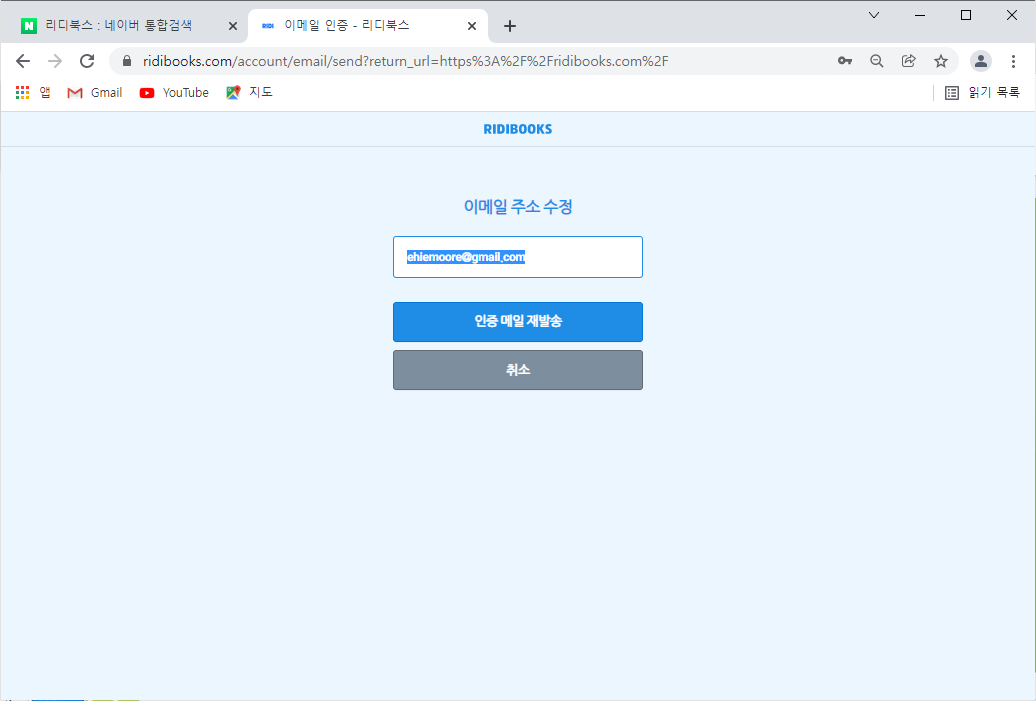 리디북스 : 네이버 통합검색
RIDI 이메일 인증 - 리디북스
ridibooks.com/account/email/send?return_url=https%3A%2F%2Fridibooks.com%2F
앱 Gmail YouTube 지도 읽기 목록
RIDIBOOKS
이메일 주소 수정
ehiemoore@gmail.com
인증 메일 재발송
취소